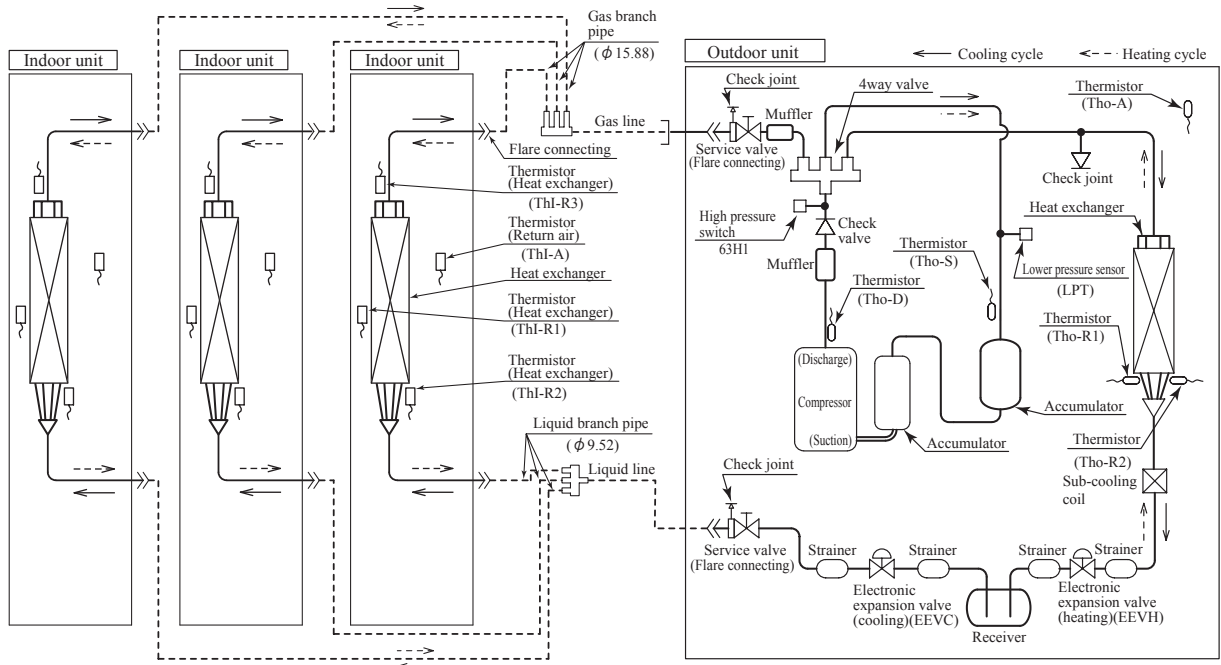 Indoor unit
Indoor unit
Indoor unit
Gas branch
pipe
(ϕ15.88)
Gas line
Flare connecting
Thermistor
(Heat exchanger)
(ThI-R3)
Thermistor
(Return air)
(ThI-A)
Heat exchanger
Thermistor
(Heat exchanger)
(ThI-R1)
Thermistor
(Heat exchanger)
(ThI-R2)
Liquid branch pipe
(ϕ9.52)
Liquid line
Outdoor unit
Cooling cycle
Heating cycle
Check joint
4way valve
Muffler
Service valve
(Flare connecting)
Thermistor
(Tho-A)
Check joint
High pressure
switch
63H1
Check
valve
Muffler
Thermistor
(Tho-D)
Thermistor
(Tho-S)
Heat exchanger
Lower pressure sensor
(LPT)
Thermistor
(Tho-R1)
(Discharge)
Compressor
(Suction)
Accumulator
Accumulator
Thermistor
(Tho-R2)
Sub-cooling
coil
Check joint
Service valve
(Flare connecting)
Strainer
Strainer
Strainer
Strainer
Electronic
expansion valve
(cooling)(EEVC)
Electronic
expansion valve
(heating)(EEVH)
Receiver